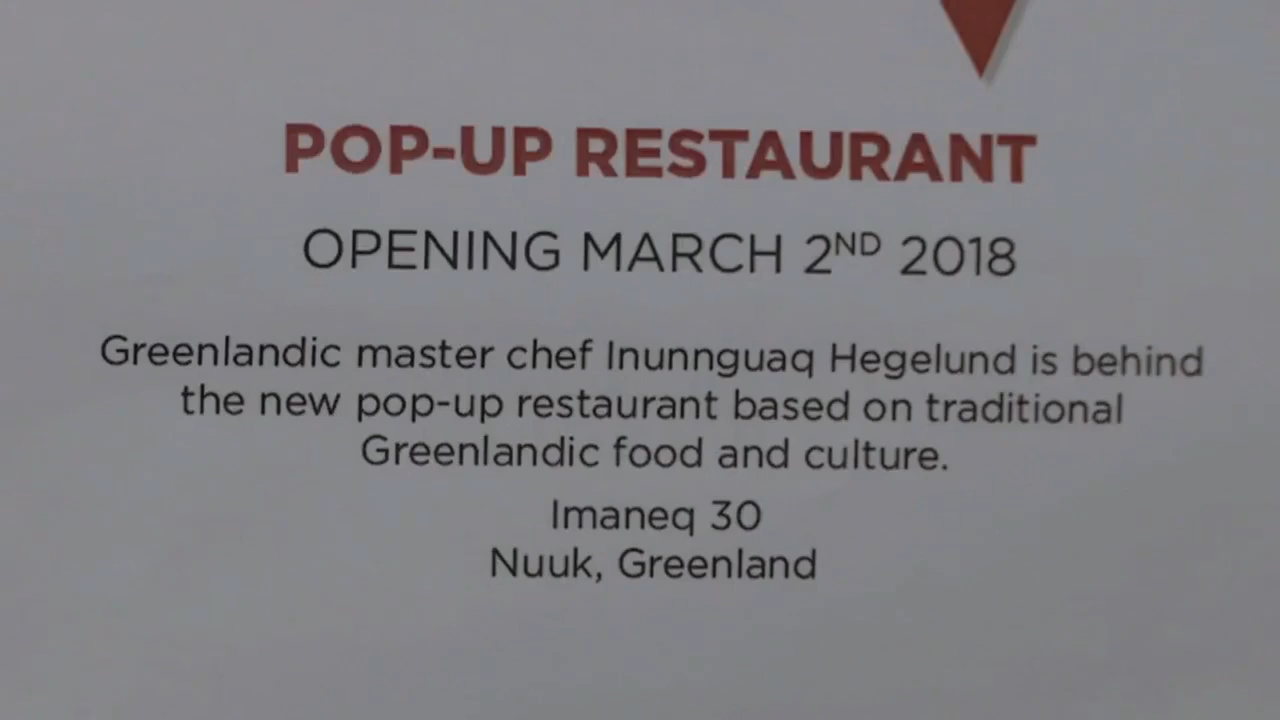 POP-UP RESTAURANT
OPENING MARCH 2ND 2018
Greenlandic master chef Inunnguaq Hegelund is behind
the new pop-up restaurant based on traditional
Greenlandic food and culture.
Imaneq 30
Nuuk, Greenland